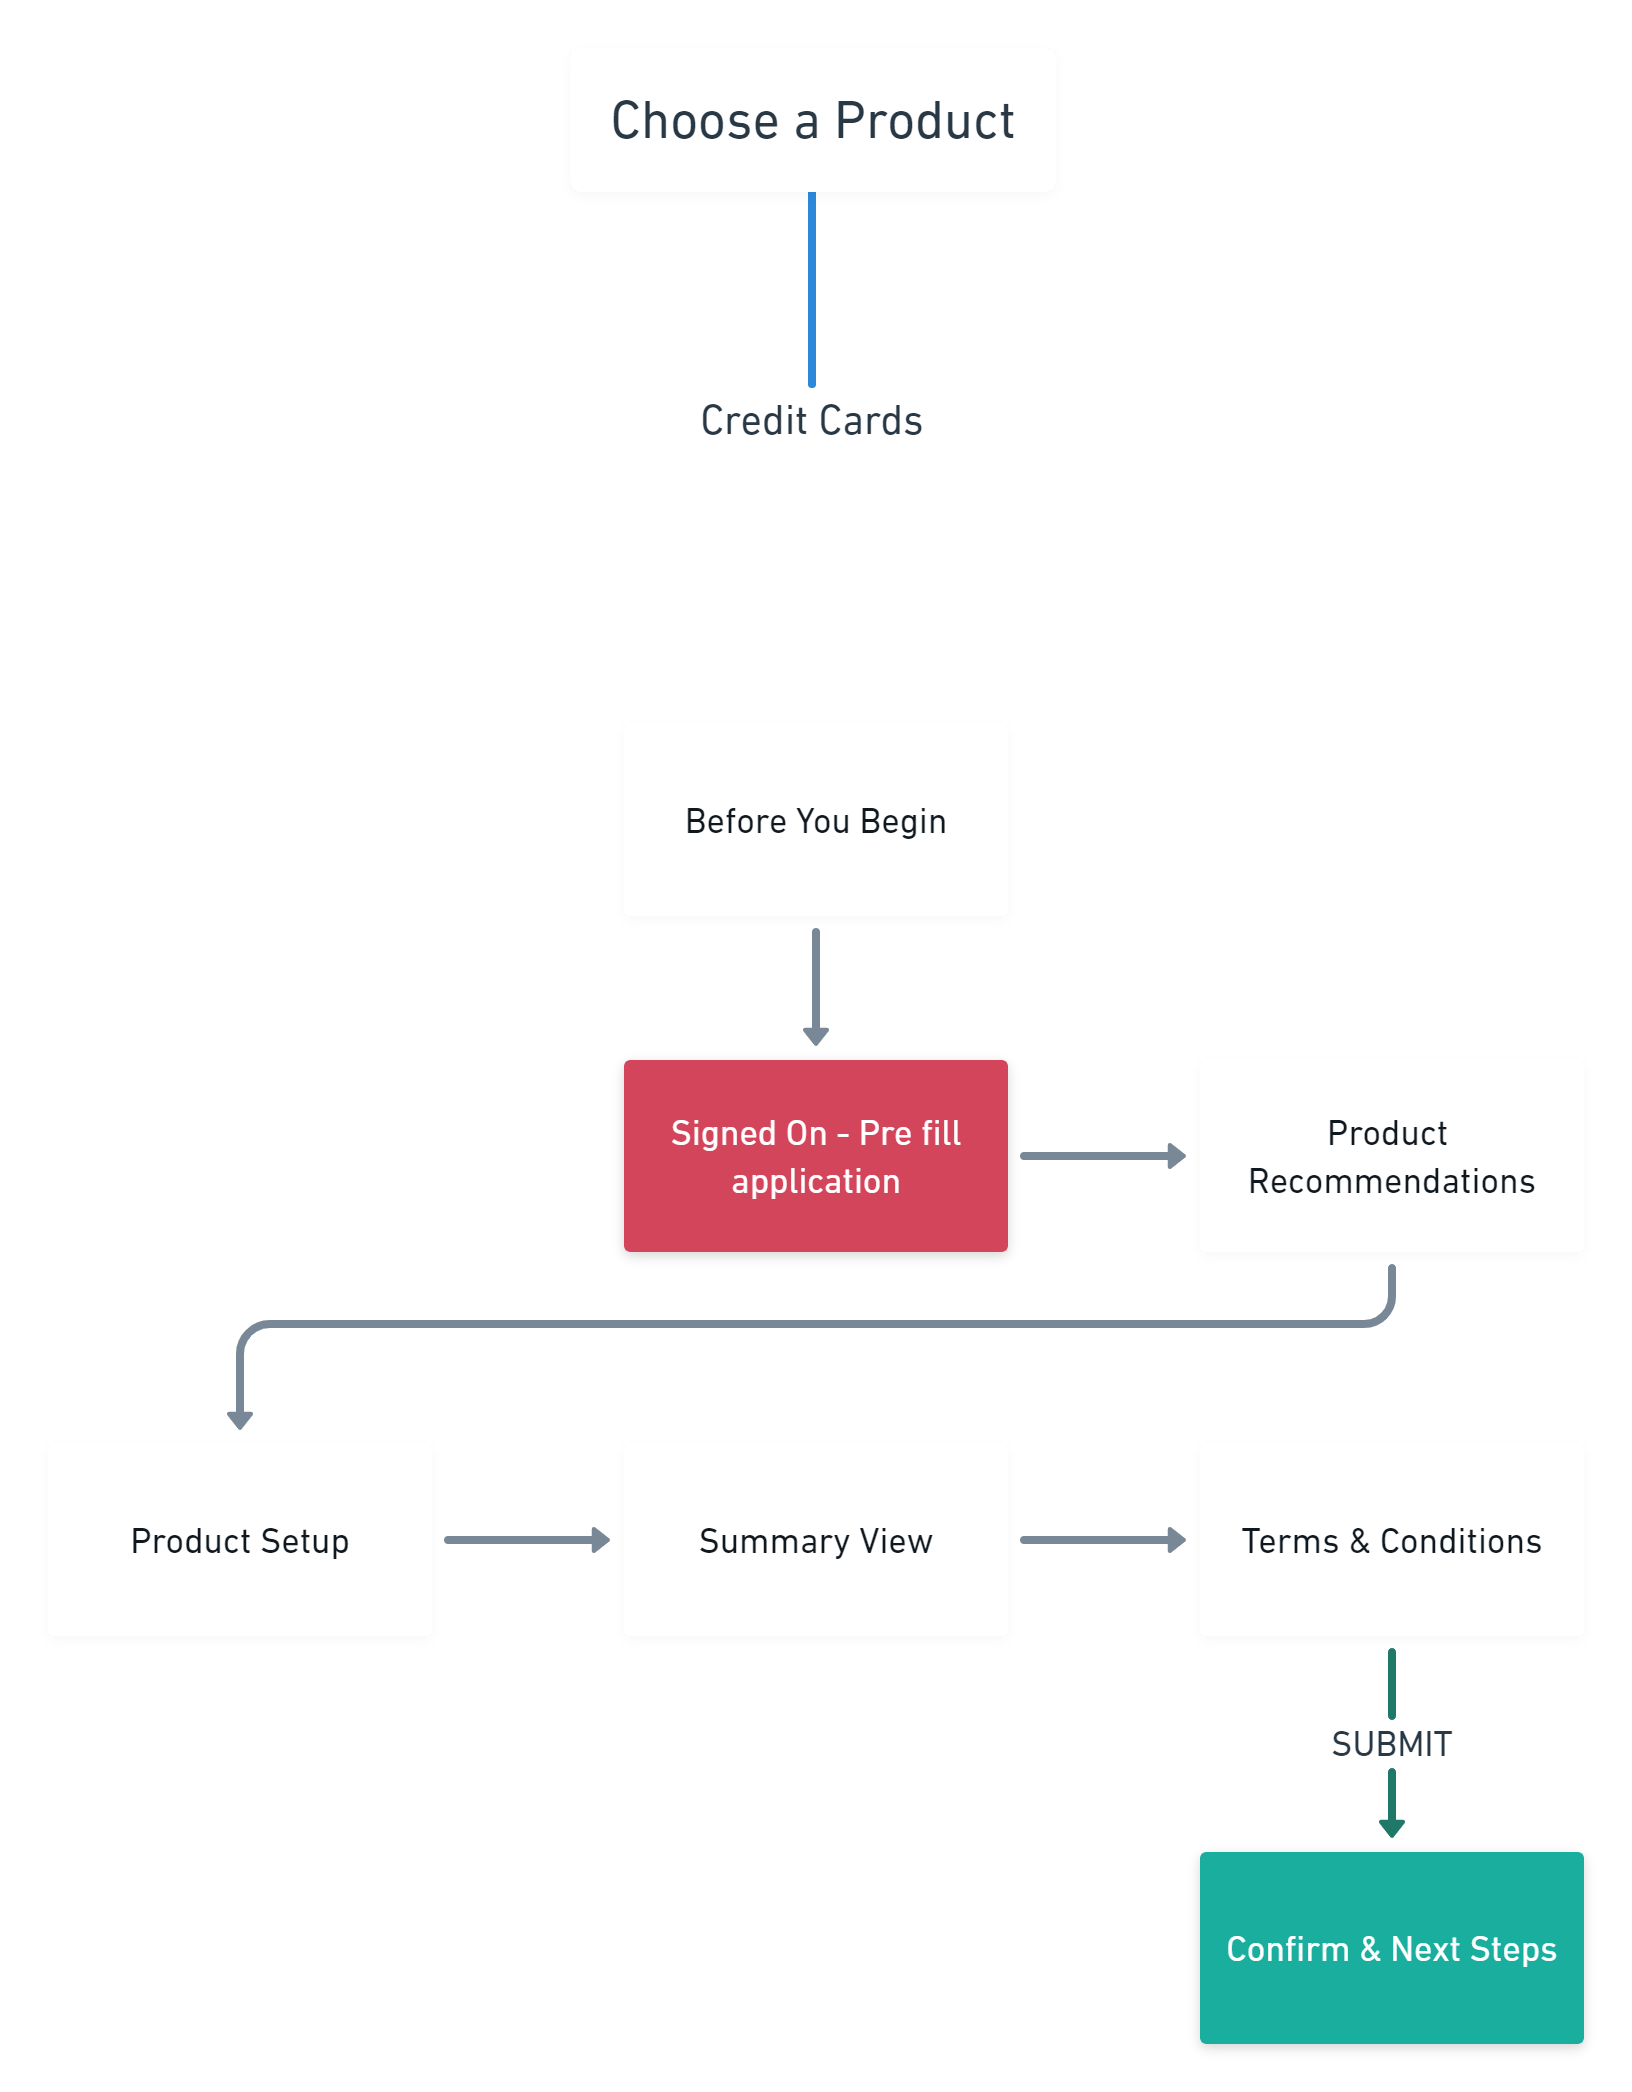 Choose a Product
Credit Cards
Before You Begin
Signed On - Pre fill
application
Product
Recommendations
Product Setup
Summary View
Terms & Conditions
SUBMIT
Confirm & Next Steps